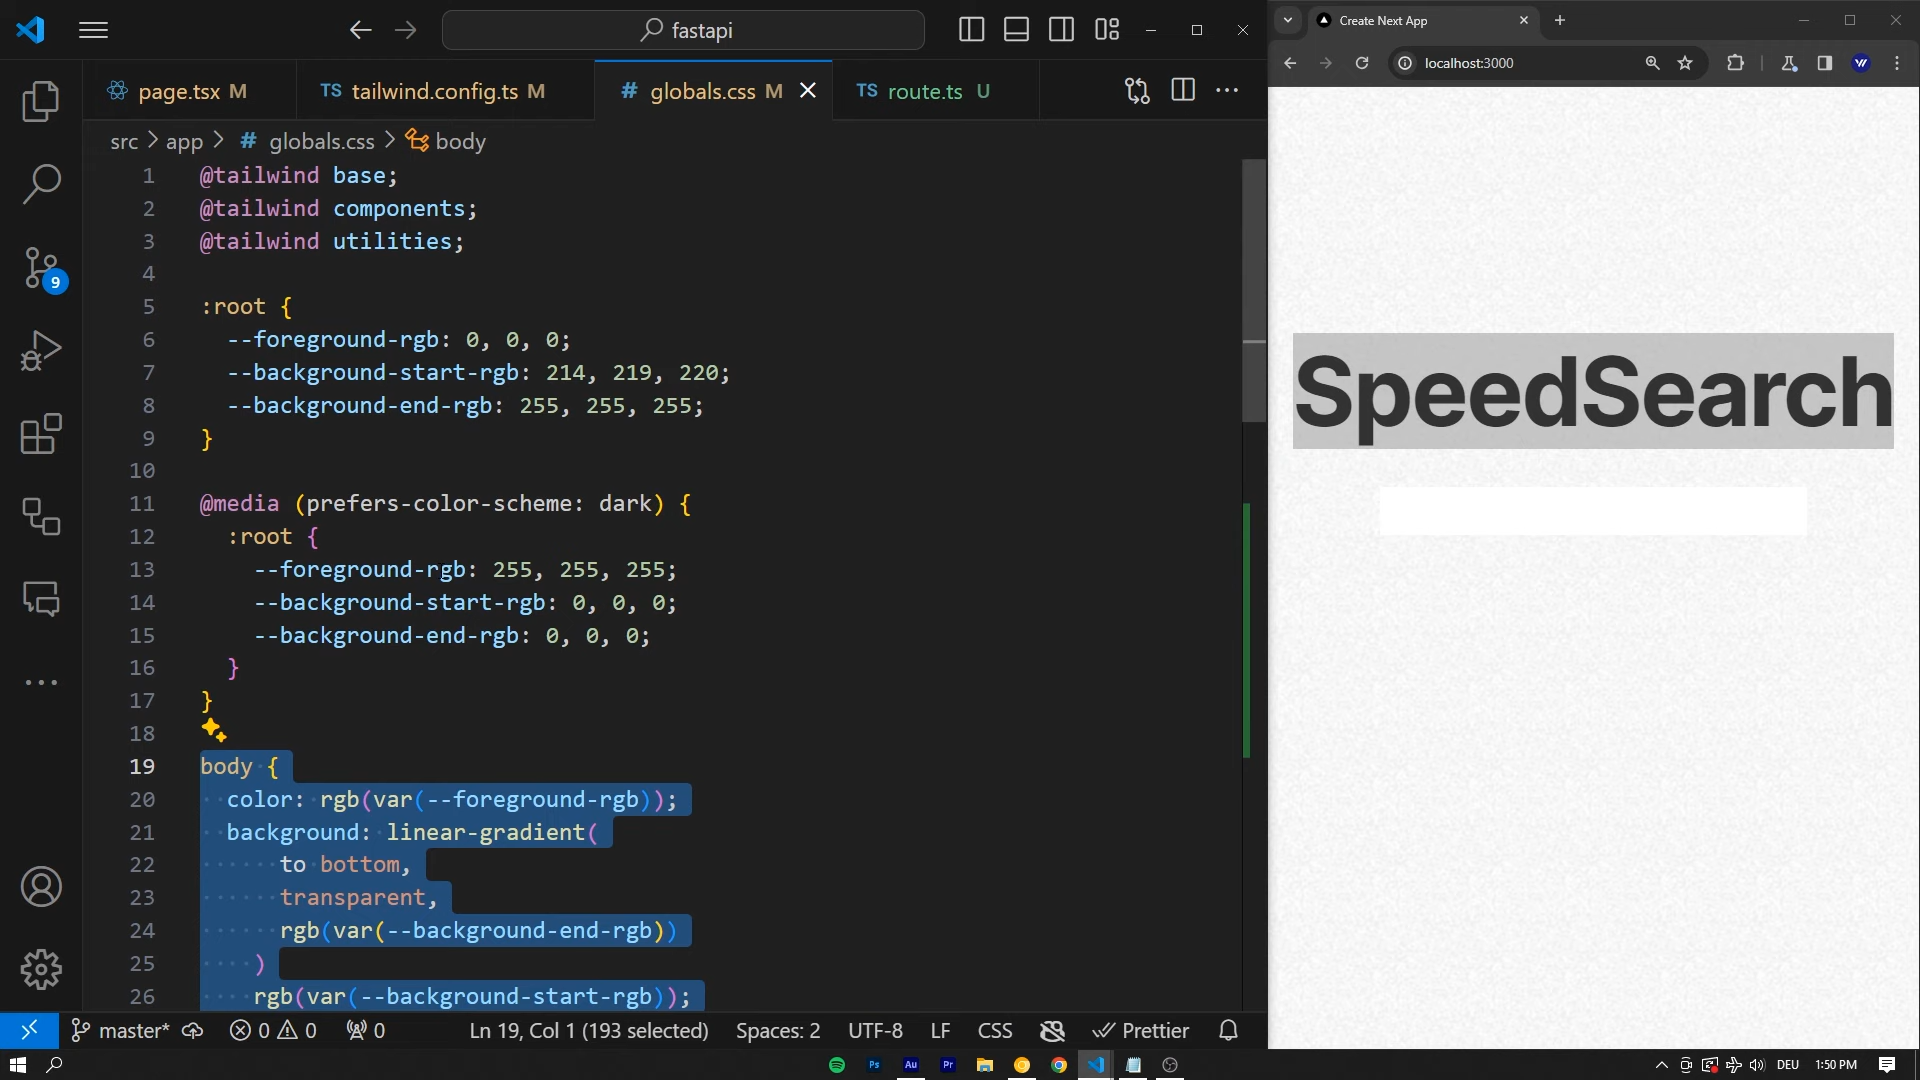 fastapi
page.tsx M
TS tailwind.config.ts M
# globals.css M
TS route.ts U
src > app > # globals.css > body
1 @tailwind base;
2 @tailwind components;
3 @tailwind utilities;
4
5 :root {
6 --foreground-rgb: 0, 0, 0;
7 --background-start-rgb: 214, 219, 220;
8 --background-end-rgb: 255, 255, 255;
9 }
10
11 @media (prefers-color-scheme: dark) {
12 :root {
13 --foreground-rgb: 255, 255, 255;
14 --background-start-rgb: 0, 0, 0;
15 --background-end-rgb: 0, 0, 0;
16 }
17 }
18
19 body {
20 color: rgb(var(--foreground-rgb));
21 background: linear-gradient(
22 to bottom,
23 transparent,
24 rgb(var(--background-end-rgb))
25 )
26 rgb(var(--background-start-rgb));
9
master* 0 0 0 Ln 19, Col 1 (193 selected) Spaces: 2 UTF-8 LF CSS Prettier
Create Next App
localhost:3000
SpeedSearch
Ps Au Pr DEU 1:50 PM